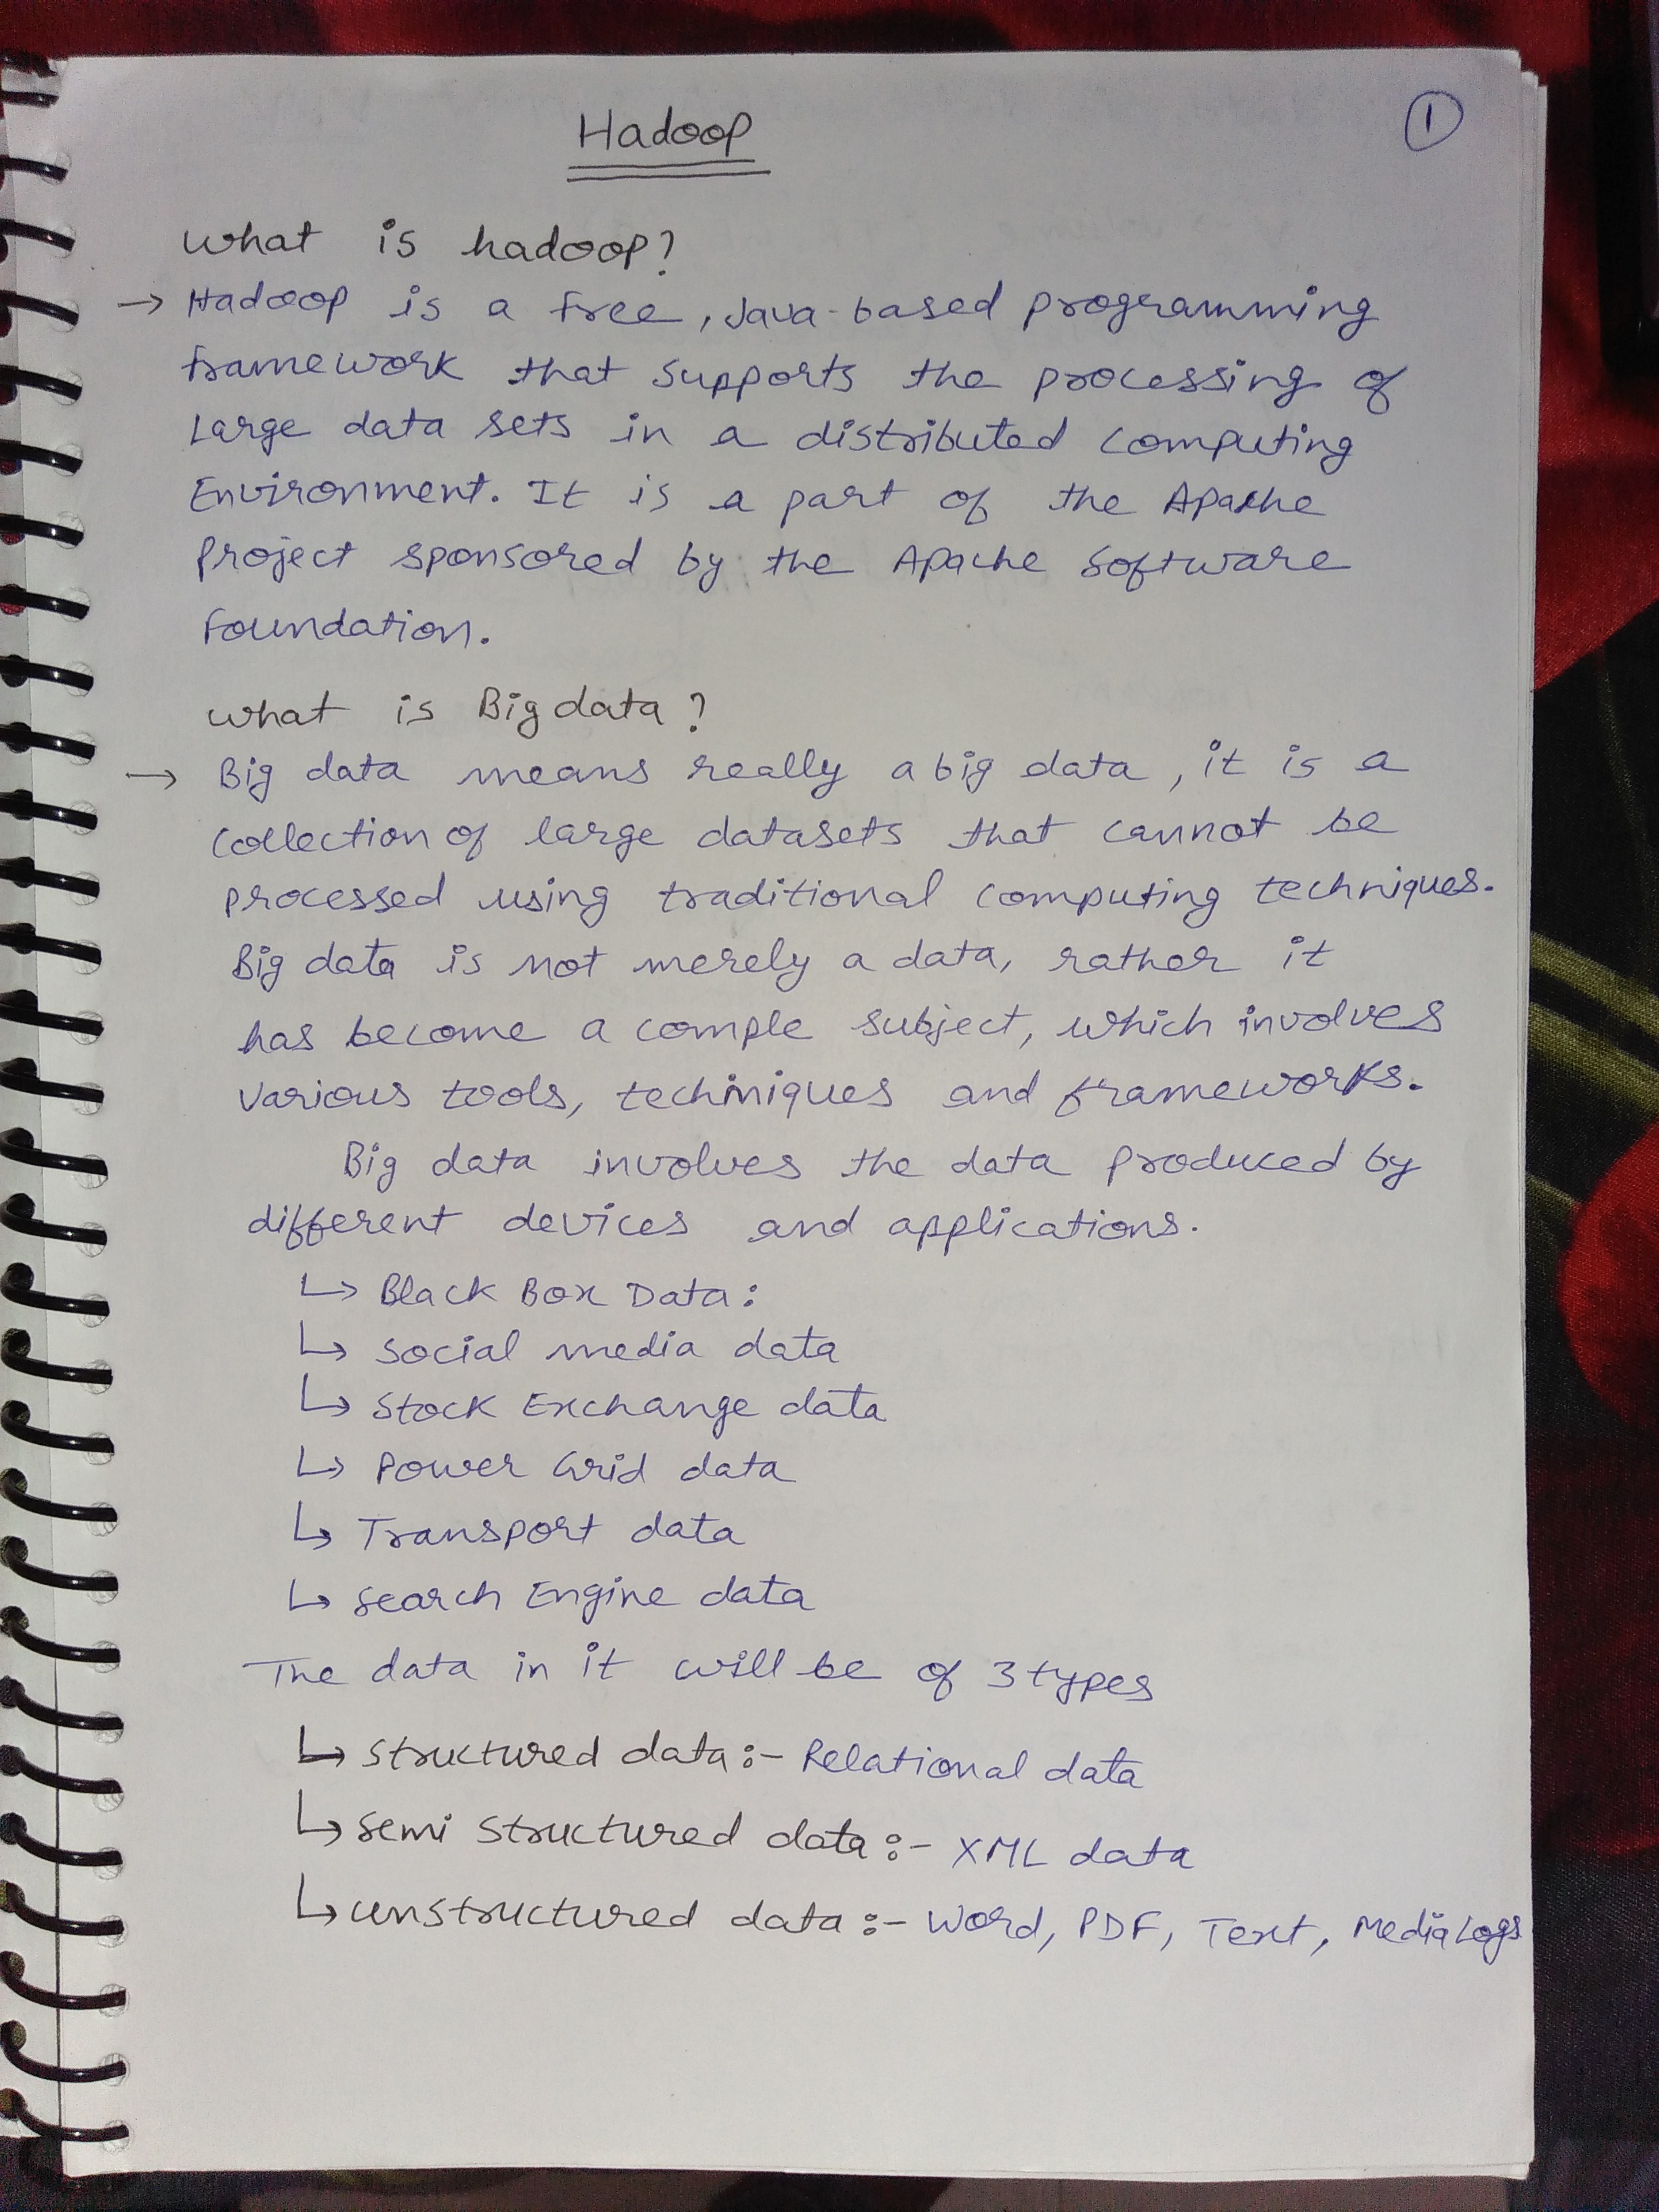 Hadoop
1
What is hadoop?
→ Hadoop is a free, Java-based programming
framework that supports the processing of
Large data sets in a distributed computing
Environment. It is a part of the Apache
Project sponsored by the Apache Software
Foundation.
What is Big data?
→ Big data means really a big data, it is a
collection of large datasets that cannot be
processed using traditional computing techniques.
Big data is not merely a data, rather it
has become a comple subject, which involves
various tools, techniques and frameworks.
Big data involves the data produced by
different devices and applications.
↳ Black Box Data:
↳ Social media data
↳ Stock Exchange data
↳ Power Grid data
↳ Transport data
↳ Search Engine data
The data in it will be of 3 types
↳ Structured data:- Relational data
↳ Semi Structured data:- XML data
↳ unstructured data:- Word, PDF, Text, Media Logs